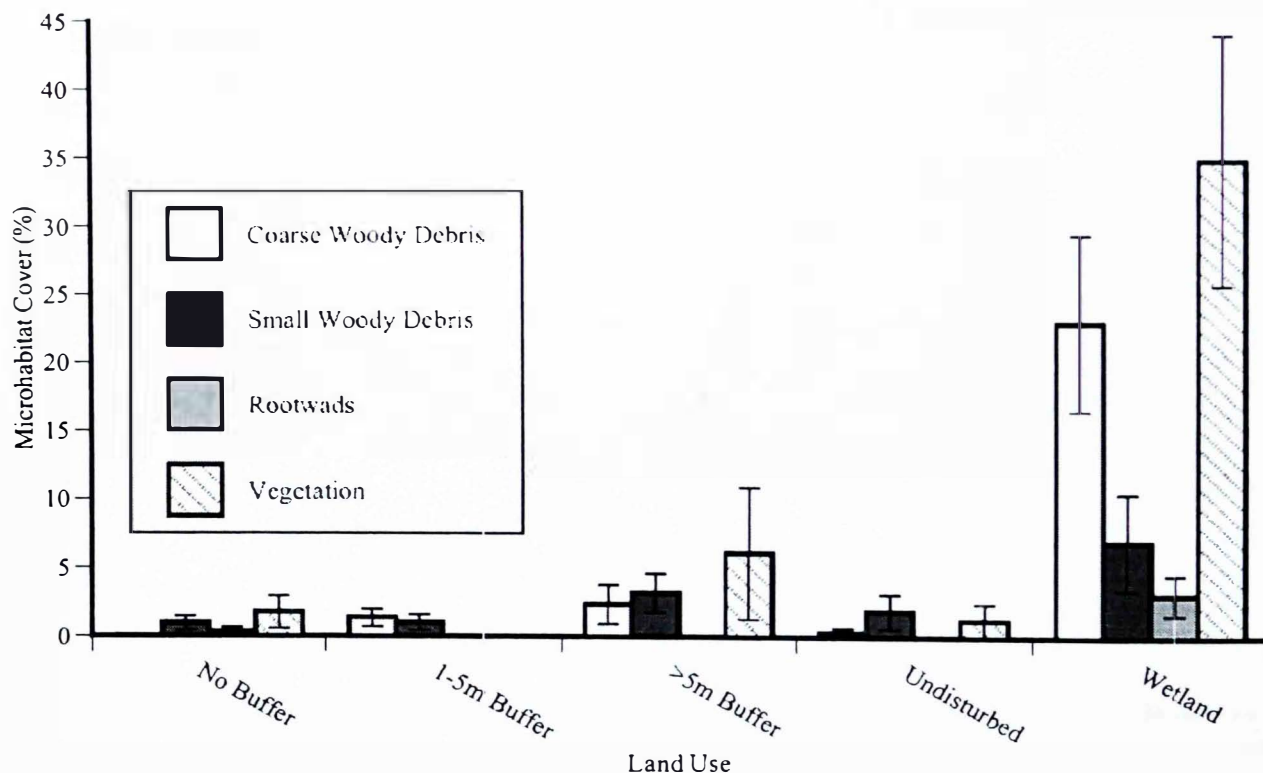 45
40
35
30
25
20
15
10
5
0
Microhabitat Cover (%)
Coarse Woody Debris
Small Woody Debris
Rootwads
Vegetation
No Buffer
1-5m Buffer
>5m Buffer
Undisturbed
Wetland
Land Use